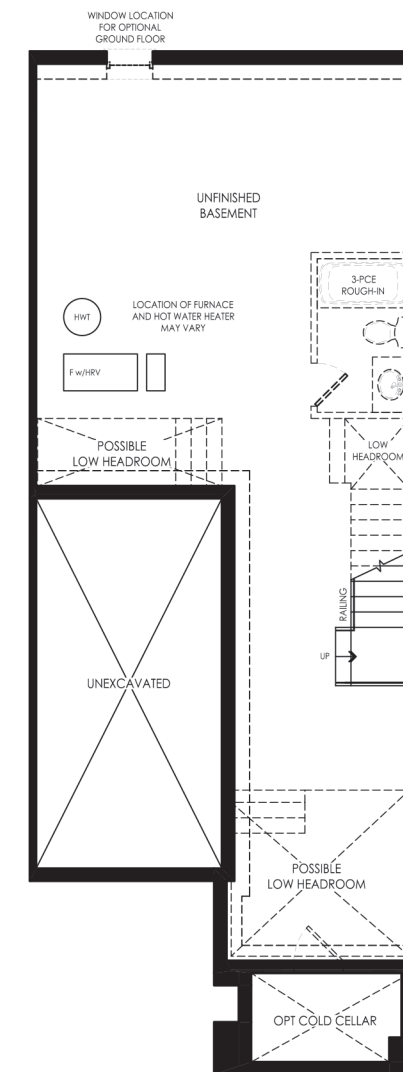 WINDOW LOCATION
FOR OPTIONAL
GROUND FLOOR
UNFINISHED
BASEMENT
3-PCE
ROUGH-IN
HWT
LOCATION OF FURNACE
AND HOT WATER HEATER
MAY VARY
F w/HRV
POSSIBLE
LOW HEADROOM
LOW
HEADROOM
RAILING
UP
UNEXCAVATED
POSSIBLE
LOW HEADROOM
OPT COLD CELLAR